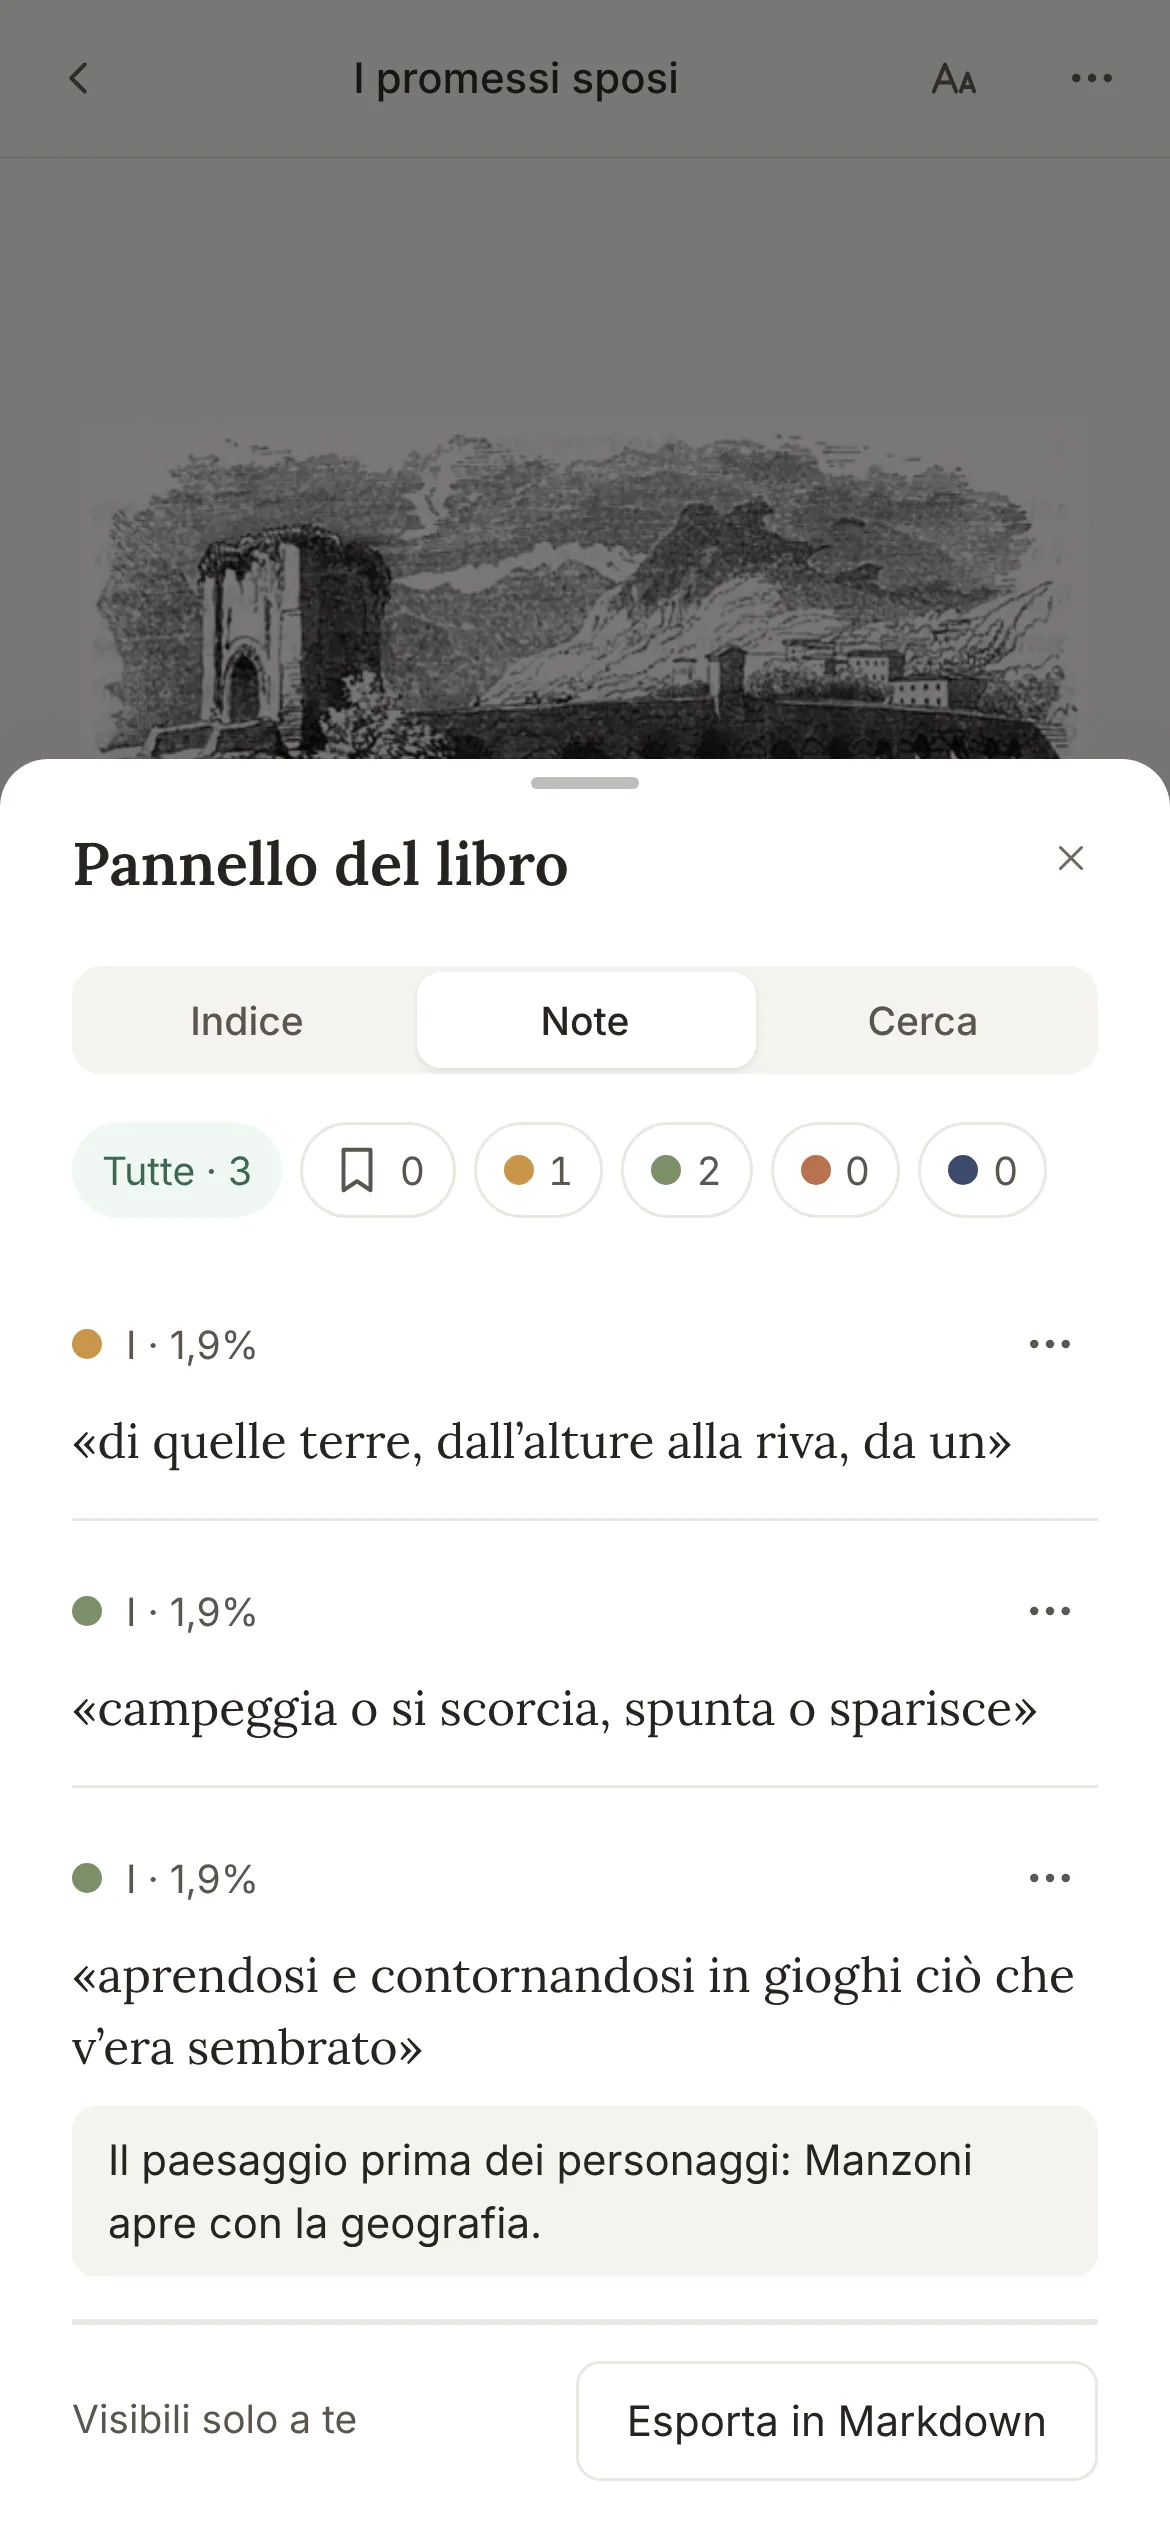 I promessi sposi
AA
Pannello del libro
Indice Note Cerca
Tutte · 3 0 1 2 0 0
I · 1,9%
«di quelle terre, dall’alture alla riva, da un»
I · 1,9%
«campeggia o si scorcia, spunta o sparisce»
I · 1,9%
«aprendosi e contornandosi in gioghi ciò che
v’era sembrato»
Il paesaggio prima dei personaggi: Manzoni
apre con la geografia.
Visibili solo a te
Esporta in Markdown